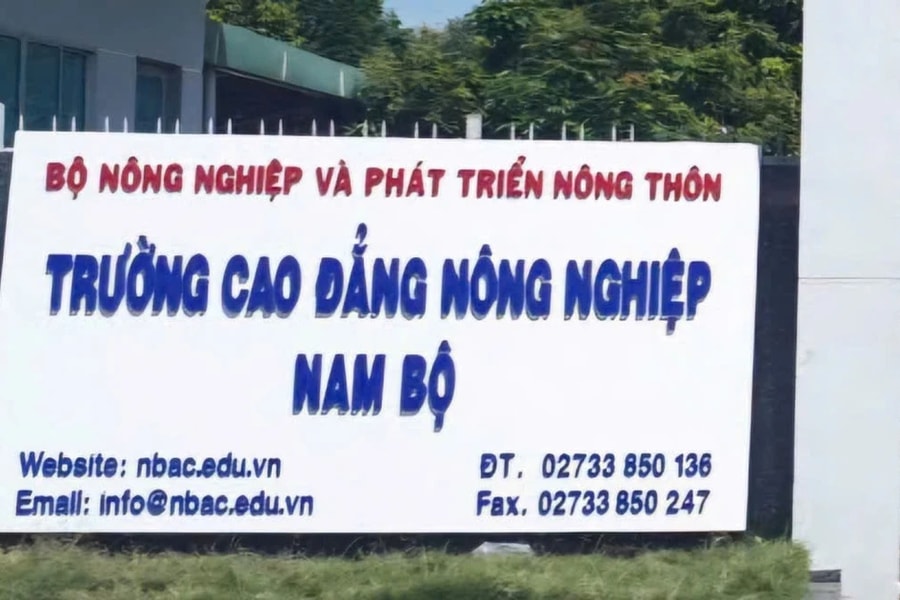 BỘ NÔNG NGHIỆP VÀ PHÁT TRIỂN NÔNG THÔN
TRƯỜNG CAO ĐẲNG NÔNG NGHIỆP
NAM BỘ
Website: nbac.edu.vn
Email: info@nbac.edu.vn
ĐT. 02733 850 136
Fax. 02733 850 247